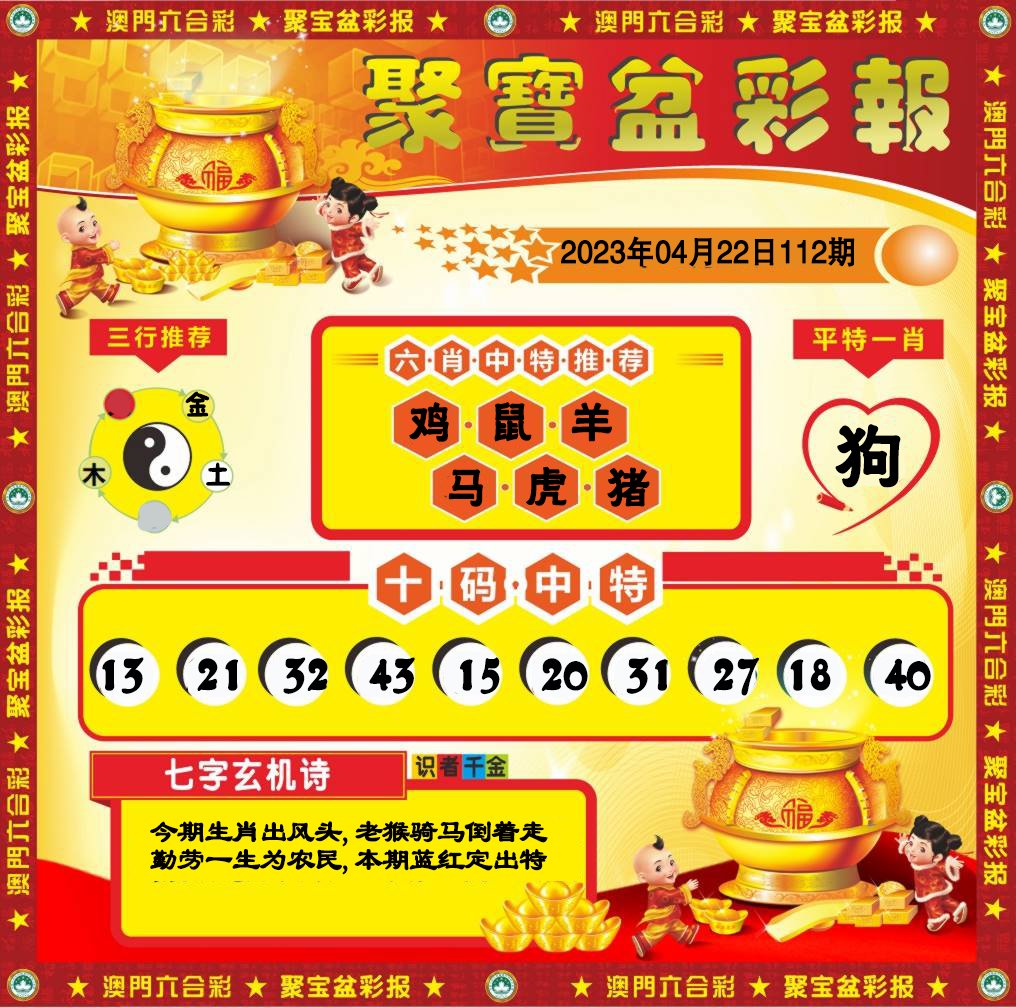 ★ 澳門六合彩 ★ 聚宝盆彩报 ★
★ 澳門六合彩 ★ 聚宝盆彩报 ★
★ 澳門六合彩 ★ 聚宝盆彩报 ★
★ 澳門六合彩 ★ 聚宝盆彩报 ★
★ 澳門六合彩 ★ 聚宝盆彩报 ★
★ 澳門六合彩 ★ 聚宝盆彩报 ★
聚寶盆彩報
福
2023年04月22日112期
三行推荐
金
木
土
六·肖·中·特·推·荐
鸡·鼠·羊
马·虎·猪
平特一肖
狗
十·码·中·特
13 21 32 43 15 20 31 27 18 40
七字玄机诗
识者千金
今期生肖出风头,老猴骑马倒着走
勤劳一生为农民,本期蓝红定出特
福
★ 澳門六合彩 ★ 聚宝盆彩报 ★
★ 澳門六合彩 ★ 聚宝盆彩报 ★